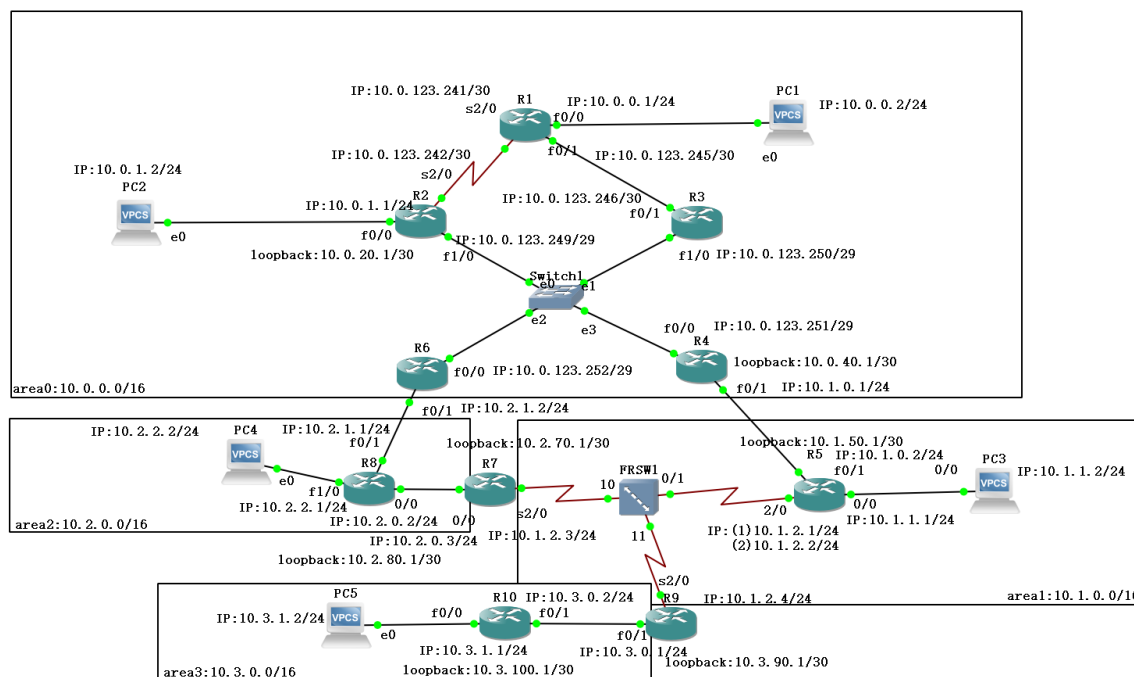 IP:10.0.123.241/30
R1
s2/0
IP:10.0.0.1/24
PC1
IP:10.0.0.2/24
f0/0
VPCS
f0/1
e0
IP:10.0.123.242/30
IP:10.0.123.245/30
IP:10.0.1.2/24
s2/0
PC2
R2
IP:10.0.123.246/30
R3
IP:10.0.1.1/24
VPCS
f0/1
e0
f0/0
IP:10.0.123.249/29
loopback:10.0.20.1/30
f1/0
f1/0
IP:10.0.123.250/29
Switch1
e0
e1
e2
e3
f0/0
IP:10.0.123.251/29
R6
R4
loopback:10.0.40.1/30
f0/0
IP:10.0.123.252/29
area0:10.0.0.0/16
f0/1
IP:10.1.0.1/24
f0/1
IP:10.2.1.2/24
IP:10.2.2.2/24
PC4
IP:10.2.1.1/24
f0/1
loopback:10.2.70.1/30
loopback:10.1.50.1/30
VPCS
R8
R7
R5
IP:10.1.0.2/24
f0/1
0/0
PC3
IP:10.1.1.2/24
VPCS
FRSW1
e0
f1/0
10
0/1
0/0
IP:10.2.2.1/24
0/0
2/0
IP:10.1.1.1/24
s2/0
area2:10.2.0.0/16
IP:10.2.0.2/24
0/0
IP:(1)10.1.2.1/24
(2)10.1.2.2/24
IP:10.2.0.3/24
IP:10.1.2.3/24
11
loopback:10.2.80.1/30
s2/0
PC5
R10
IP:10.3.0.2/24
R9
IP:10.1.2.4/24
area1:10.1.0.0/16
IP:10.3.1.2/24
VPCS
f0/0
f0/1
e0
f0/1
IP:10.3.1.1/24
IP:10.3.0.1/24
loopback:10.3.90.1/30
area3:10.3.0.0/16
loopback:10.3.100.1/30